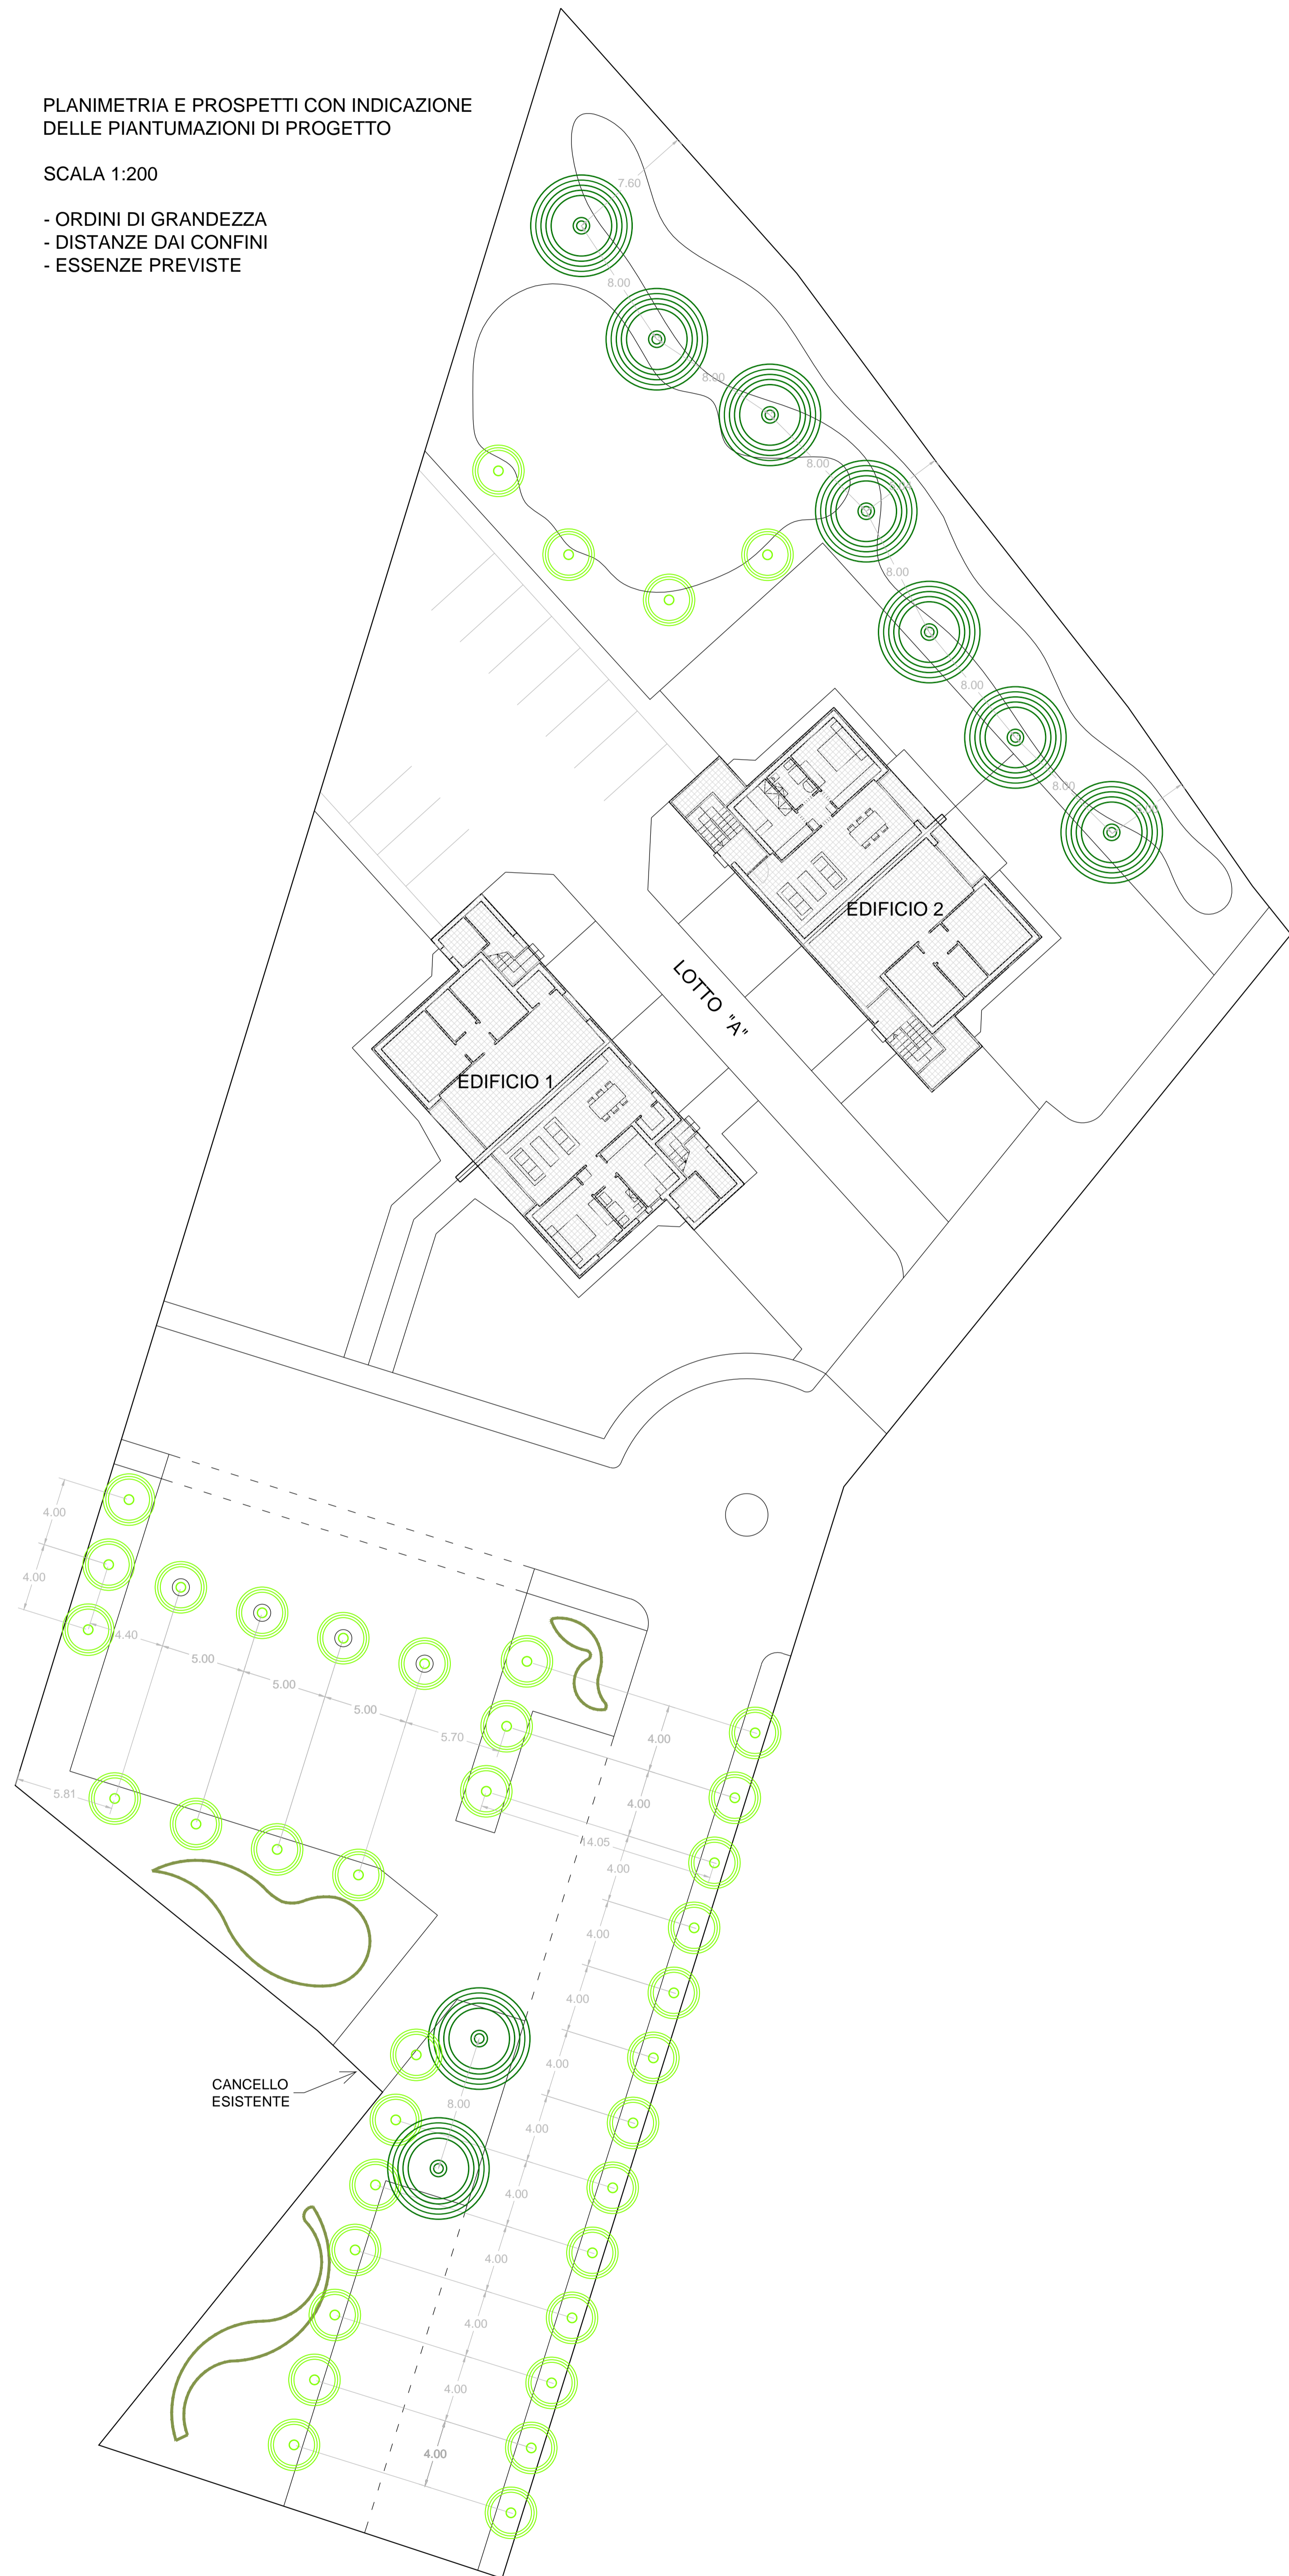 PLANIMETRIA E PROSPETTI CON INDICAZIONE
DELLE PIANTUMAZIONI DI PROGETTO
SCALA 1:200
- ORDINI DI GRANDEZZA
- DISTANZE DAI CONFINI
- ESSENZE PREVISTE
7.60
8.00
8.00
8.00
8.00
8.00
8.00
EDIFICIO 2
LOTTO "A"
EDIFICIO 1
4.00
4.00
4.40
5.00
5.00
5.00
5.70
5.81
4.00
4.00
14.05
4.00
4.00
4.00
4.00
4.00
4.00
4.00
4.00
4.00
4.00
8.00
CANCELLO
ESISTENTE